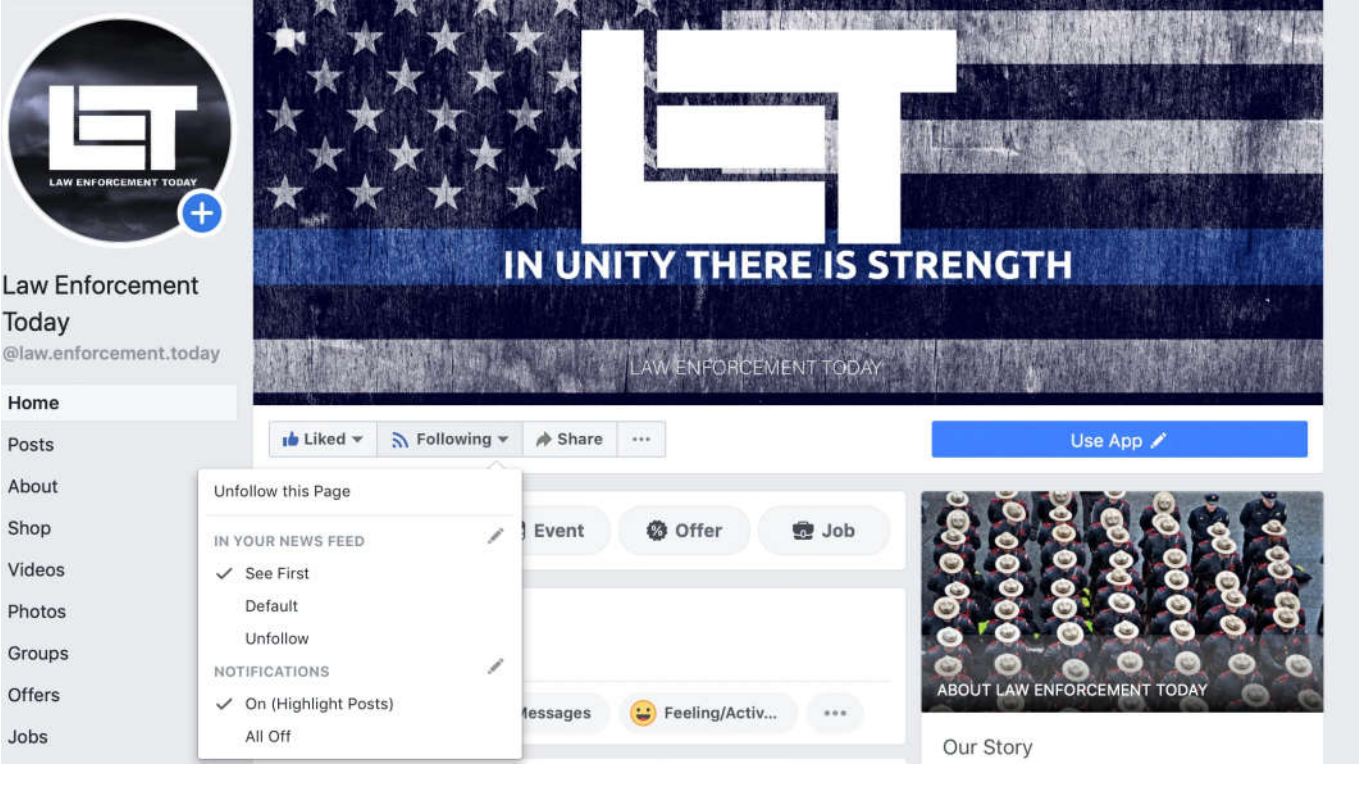 LET
LAW ENFORCEMENT TODAY
Law Enforcement
Today
@law.enforcement.today
Home
Posts
About
Shop
Videos
Photos
Groups
Offers
Jobs
LET
IN UNITY THERE IS STRENGTH
LAW ENFORCEMENT TODAY
Liked
Following
Share
Use App
Unfollow this Page
IN YOUR NEWS FEED
See First
Default
Unfollow
NOTIFICATIONS
On (Highlight Posts)
All Off
Event
Offer
Job
Messages
Feeling/Activ...
ABOUT LAW ENFORCEMENT TODAY
Our Story